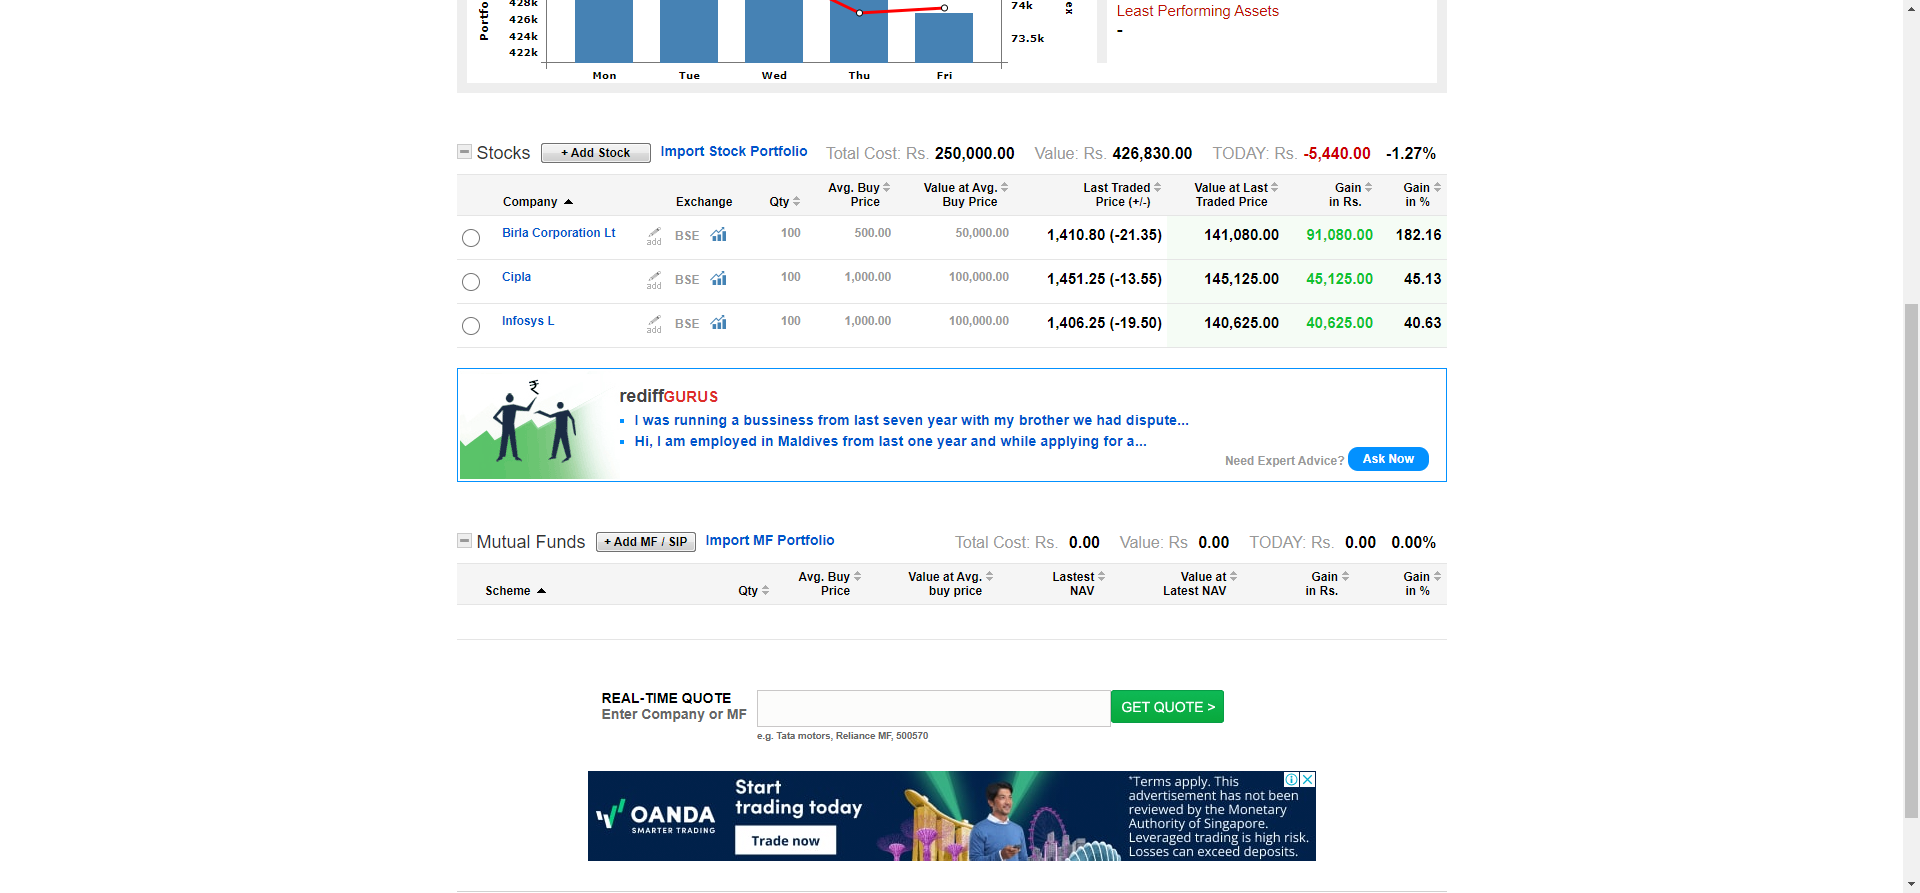 428k
426k
424k
422k
Portfo
Mon Tue Wed Thu Fri
74k
73.5k
ex
Least Performing Assets
-
Stocks + Add Stock Import Stock Portfolio Total Cost: Rs. 250,000.00 Value: Rs. 426,830.00 TODAY: Rs. -5,440.00 -1.27%
Company Exchange Qty Avg. Buy Price Value at Avg. Buy Price Last Traded Price (+/-) Value at Last Traded Price Gain in Rs. Gain in %
Birla Corporation Lt add BSE 100 500.00 50,000.00 1,410.80 (-21.35) 141,080.00 91,080.00 182.16
Cipla add BSE 100 1,000.00 100,000.00 1,451.25 (-13.55) 145,125.00 45,125.00 45.13
Infosys L add BSE 100 1,000.00 100,000.00 1,406.25 (-19.50) 140,625.00 40,625.00 40.63
₹
rediffGURUS
I was running a bussiness from last seven year with my brother we had dispute...
Hi, I am employed in Maldives from last one year and while applying for a...
Need Expert Advice? Ask Now
Mutual Funds + Add MF / SIP Import MF Portfolio Total Cost: Rs. 0.00 Value: Rs 0.00 TODAY: Rs. 0.00 0.00%
Scheme Qty Avg. Buy Price Value at Avg. buy price Lastest NAV Value at Latest NAV Gain in Rs. Gain in %
REAL-TIME QUOTE
Enter Company or MF
GET QUOTE >
e.g. Tata motors, Reliance MF, 500570
OANDA
SMARTER TRADING
Start
trading today
Trade now
*Terms apply. This
advertisement has not been
reviewed by the Monetary
Authority of Singapore.
Leveraged trading is high risk.
Losses can exceed deposits.